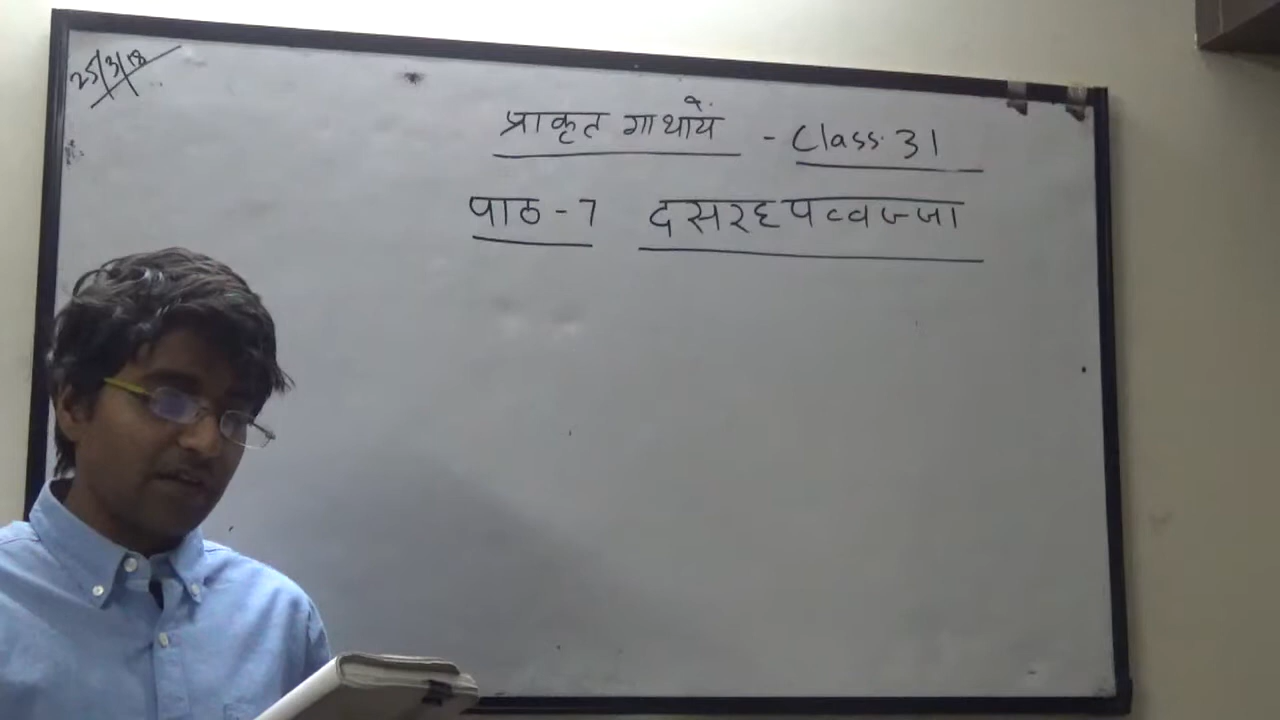 25/3/18
प्राकृत गाथायें - Class. 31
पाठ - 7 दसरहपव्वज्जा